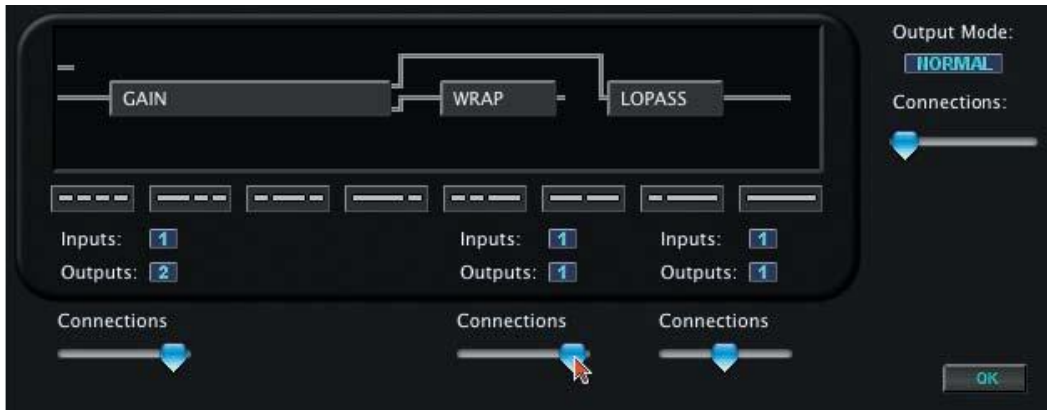 Output Mode:
NORMAL
Connections:
GAIN
WRAP
LOPASS
Inputs: 1
Inputs: 1
Inputs: 1
Outputs: 2
Outputs: 1
Outputs: 1
Connections
Connections
Connections
OK